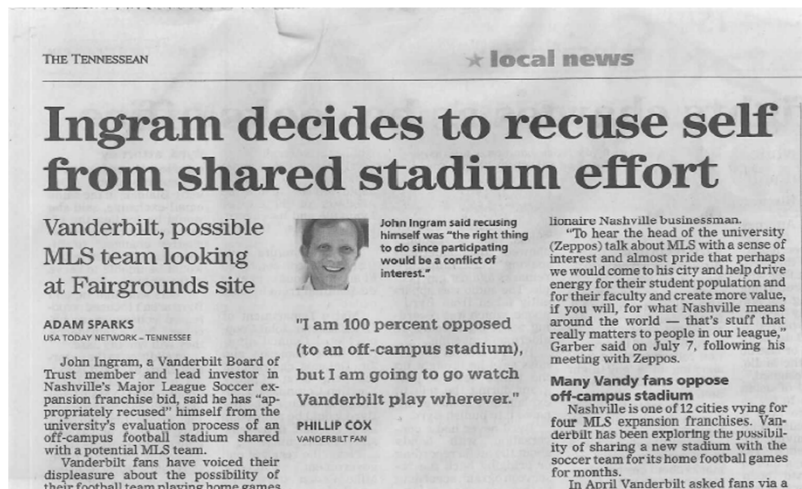 THE TENNESSEAN
local news
Ingram decides to recuse self
from shared stadium effort
Vanderbilt, possible
MLS team looking
at Fairgrounds site
ADAM SPARKS
USA TODAY NETWORK – TENNESSEE
John Ingram, a Vanderbilt Board of
Trust member and lead investor in
Nashville's Major League Soccer ex-
pansion franchise bid, said he has "ap-
propriately recused" himself from the
university's evaluation process of an
off-campus football stadium shared
with a potential MLS team.
Vanderbilt fans have voiced their
displeasure about the possibility of
their football team playing home games
John Ingram said recusing
himself was "the right thing
to do since participating
would be a conflict of
interest."
"I am 100 percent opposed
(to an off-campus stadium),
but I am going to go watch
Vanderbilt play wherever."
PHILLIP COX
VANDERBILT FAN
lionaire Nashville businessman.
"To hear the head of the university
(Zeppos) talk about MLS with a sense of
interest and almost pride that perhaps
we would come to his city and help drive
energy for their student population and
for their faculty and create more value,
if you will, for what Nashville means
around the world — that's stuff that
really matters to people in our league,"
Garber said on July 7, following his
meeting with Zeppos.
Many Vandy fans oppose
off-campus stadium
Nashville is one of 12 cities vying for
four MLS expansion franchises. Van-
derbilt has been exploring the possibil-
ity of sharing a new stadium with the
soccer team for its home football games
for months.
In April Vanderbilt asked fans via a